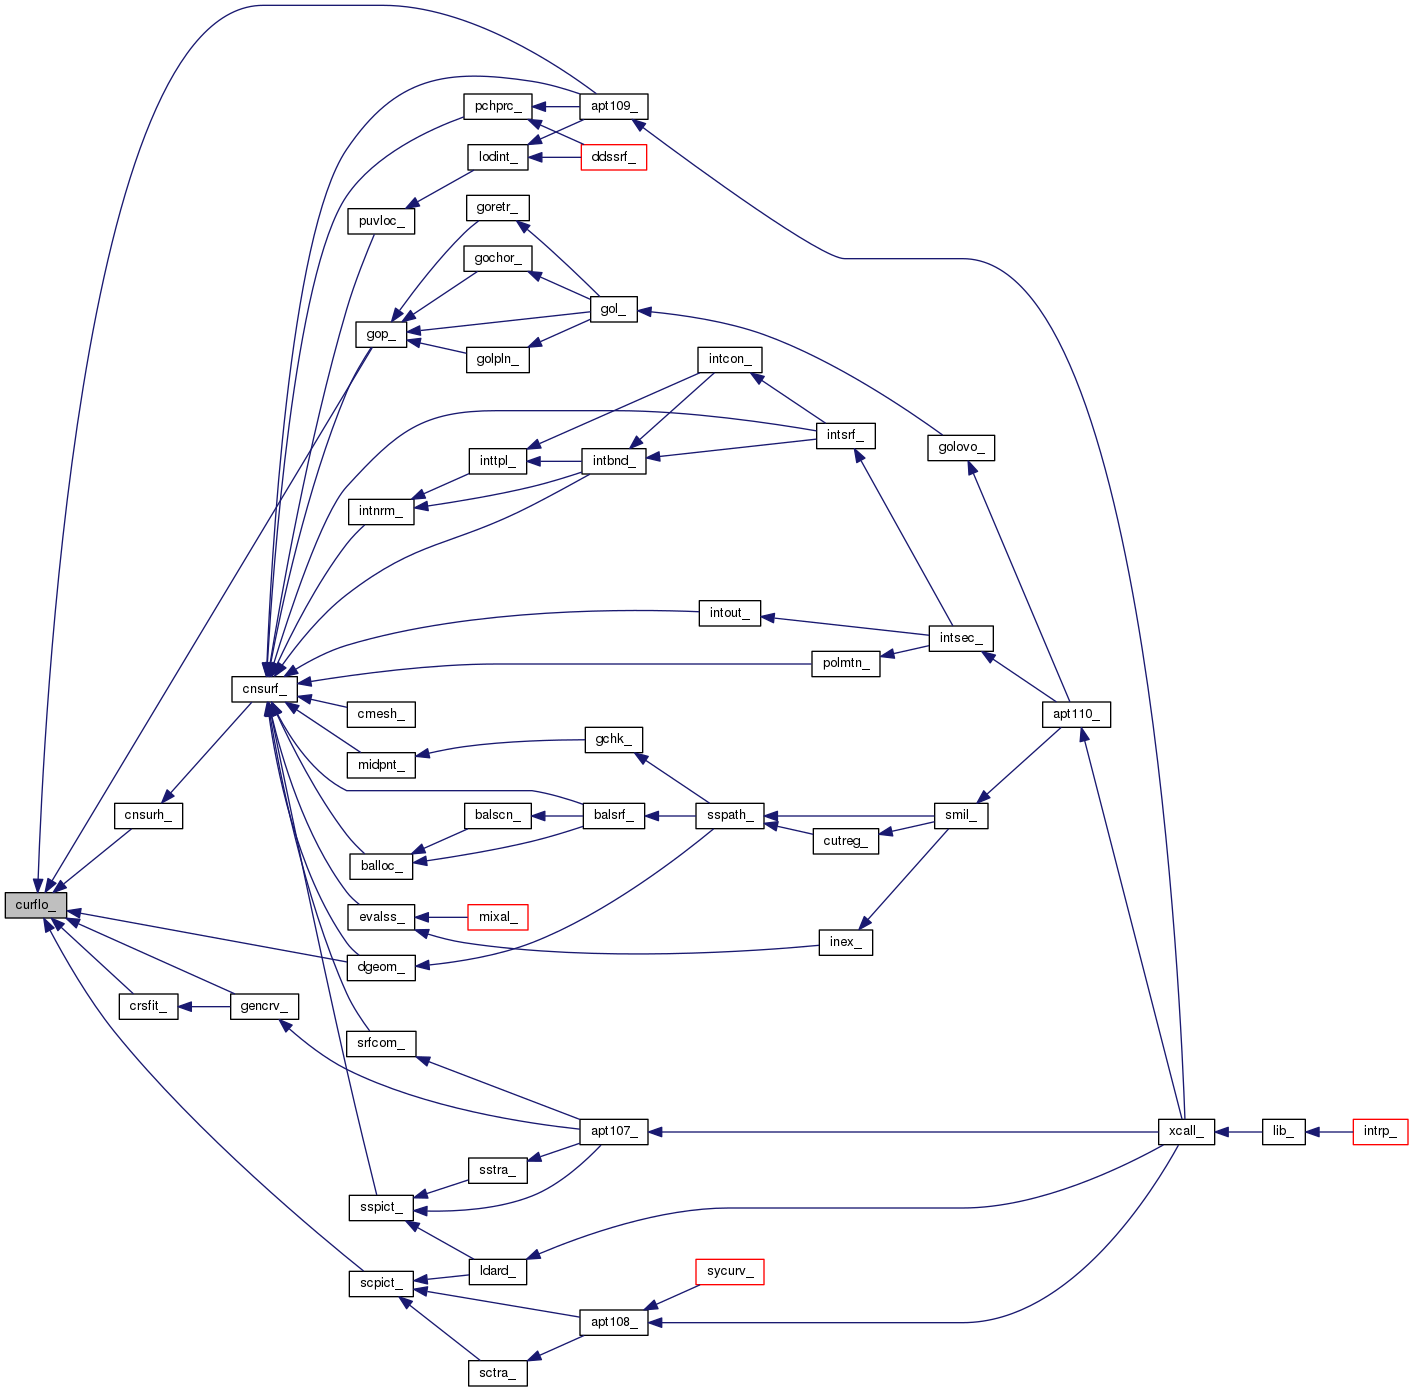 pchprc_
apt109_
lodint_
ddssrf_
puvloc_
goretr_
gochor_
gol_
gop_
golpln_
intcon_
intsrf_
golovo_
inttpl_
intbnd_
intnrm_
intout_
intsec_
polmtn_
cnsurf_
cmesh_
apt110_
gchk_
midpnt_
cnsurh_
balscn_
balsrf_
sspath_
smil_
cutreg_
balloc_
curflo_
evalss_
mixal_
inex_
dgeom_
crsfit_
gencrv_
srfcom_
apt107_
xcall_
lib_
intrp_
sstra_
sspict_
ldard_
sycurv_
scpict_
apt108_
sctra_